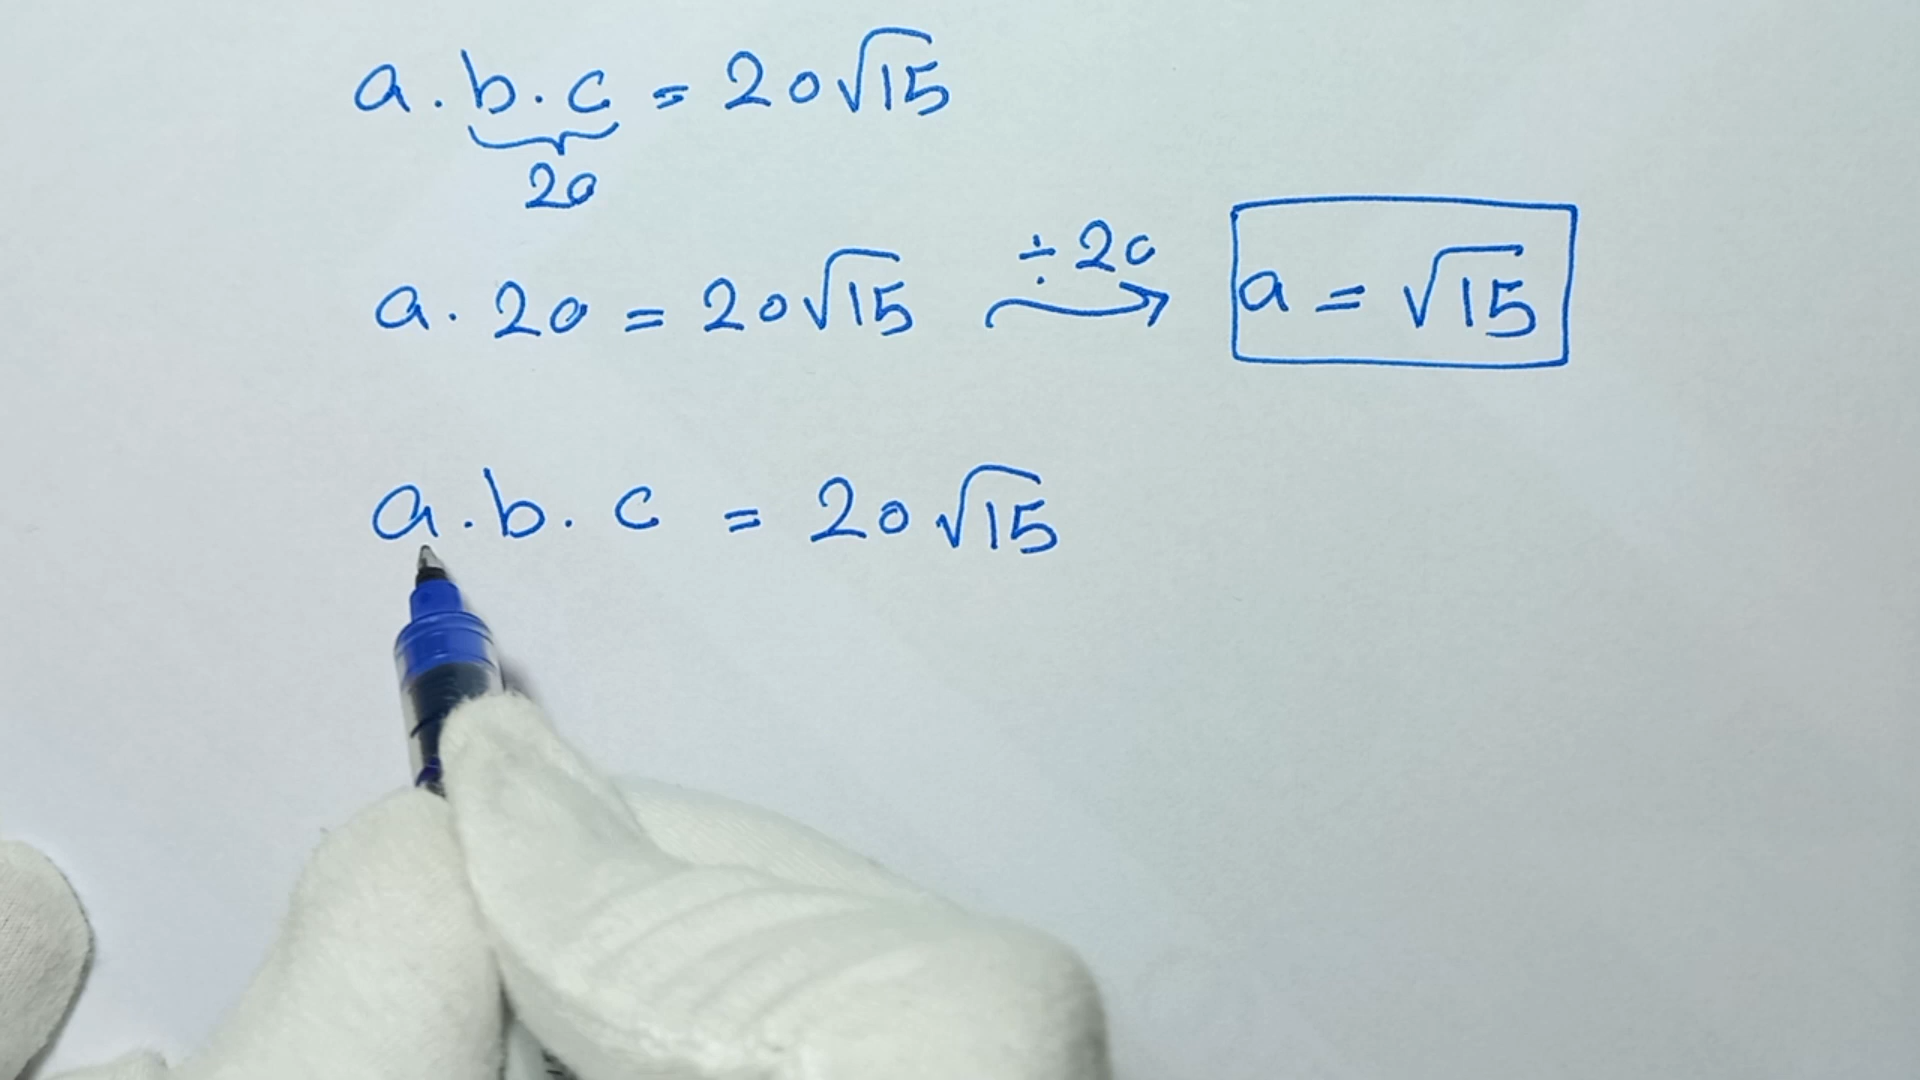 a . b . c = 20√15
20
÷ 20
a . 20 = 20√15 → a = √15
a . b . c = 20√15